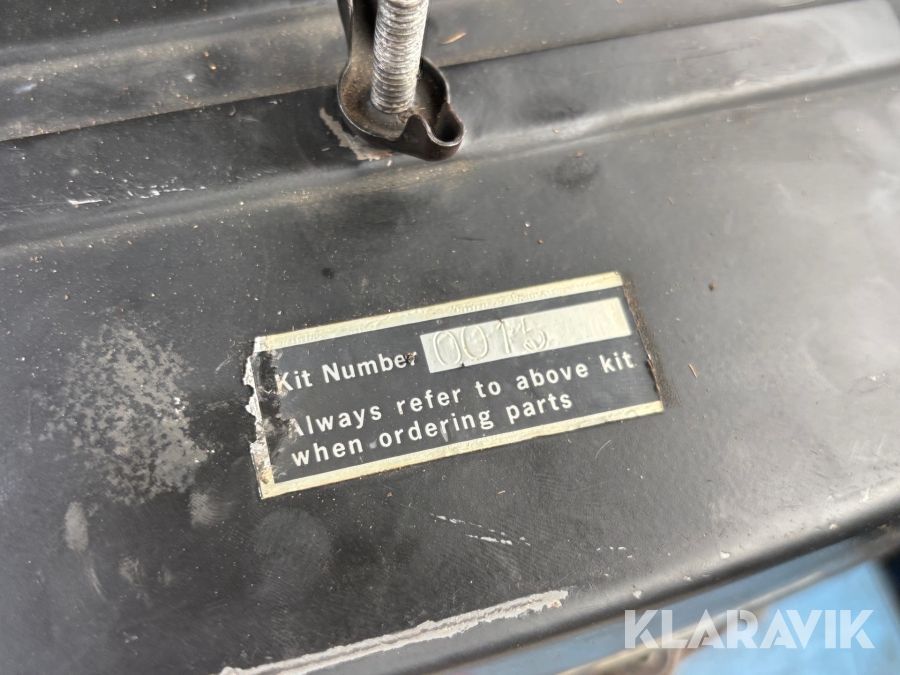 Kit Number 0015
Always refer to above kit
when ordering parts
KLARAVIK